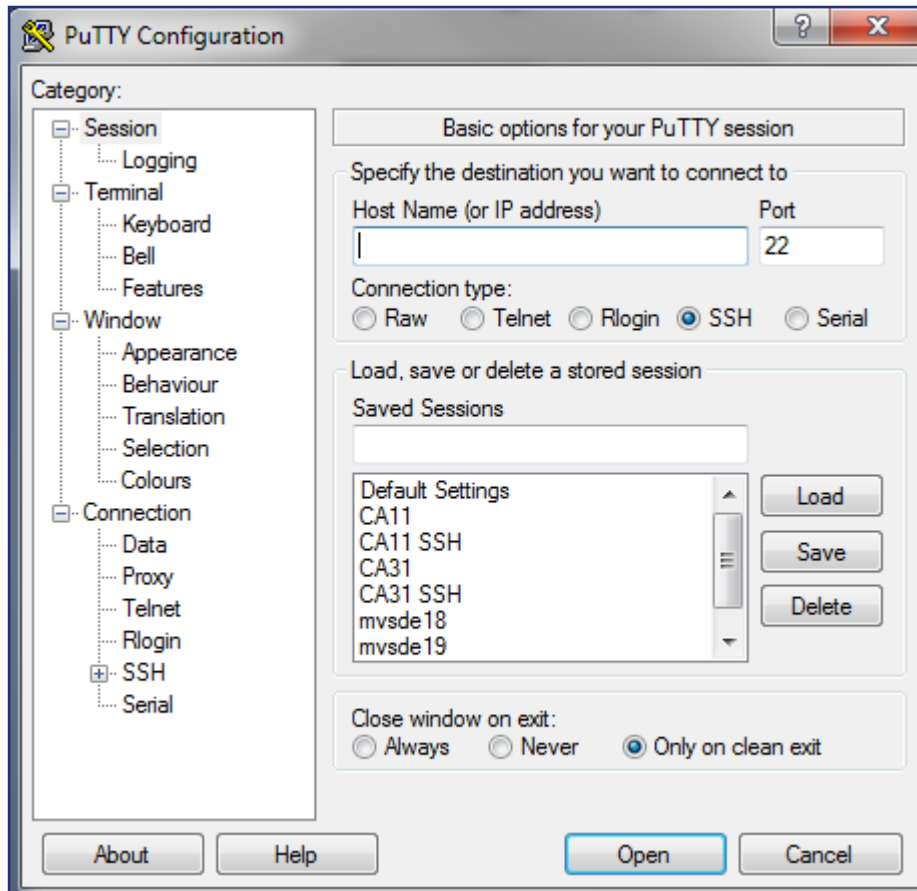 PuTTY Configuration
Category:
Session
Logging
Terminal
Keyboard
Bell
Features
Window
Appearance
Behaviour
Translation
Selection
Colours
Connection
Data
Proxy
Telnet
Rlogin
SSH
Serial
Basic options for your PuTTY session
Specify the destination you want to connect to
Host Name (or IP address) Port
22
Connection type:
Raw Telnet Rlogin SSH Serial
Load, save or delete a stored session
Saved Sessions
Default Settings
CA11
CA11 SSH
CA31
CA31 SSH
mvsde18
mvsde19
Load
Save
Delete
Close window on exit:
Always Never Only on clean exit
About Help Open Cancel